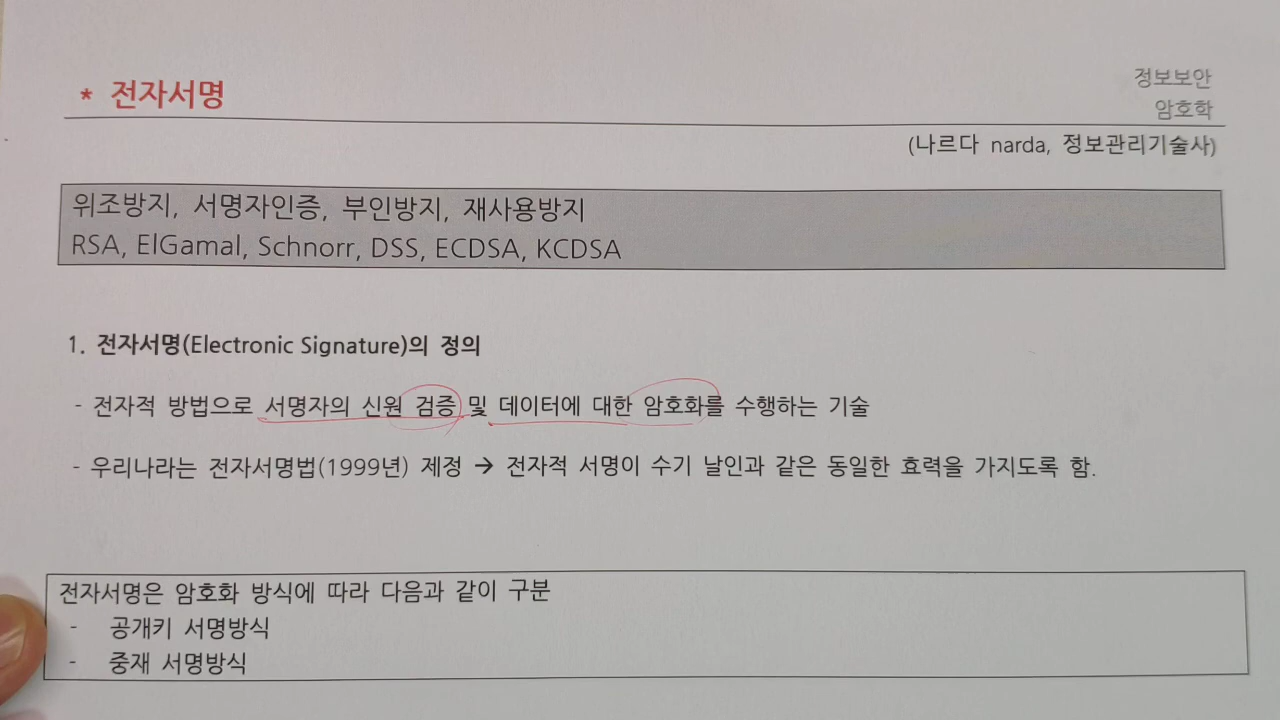 * 전자서명
정보보안
암호학
(나르다 narda, 정보관리기술사)
위조방지, 서명자인증, 부인방지, 재사용방지
RSA, ElGamal, Schnorr, DSS, ECDSA, KCDSA
1. 전자서명(Electronic Signature)의 정의
- 전자적 방법으로 서명자의 신원 검증 및 데이터에 대한 암호화를 수행하는 기술
- 우리나라는 전자서명법(1999년) 제정 → 전자적 서명이 수기 날인과 같은 동일한 효력을 가지도록 함.
전자서명은 암호화 방식에 따라 다음과 같이 구분
- 공개키 서명방식
- 중재 서명방식